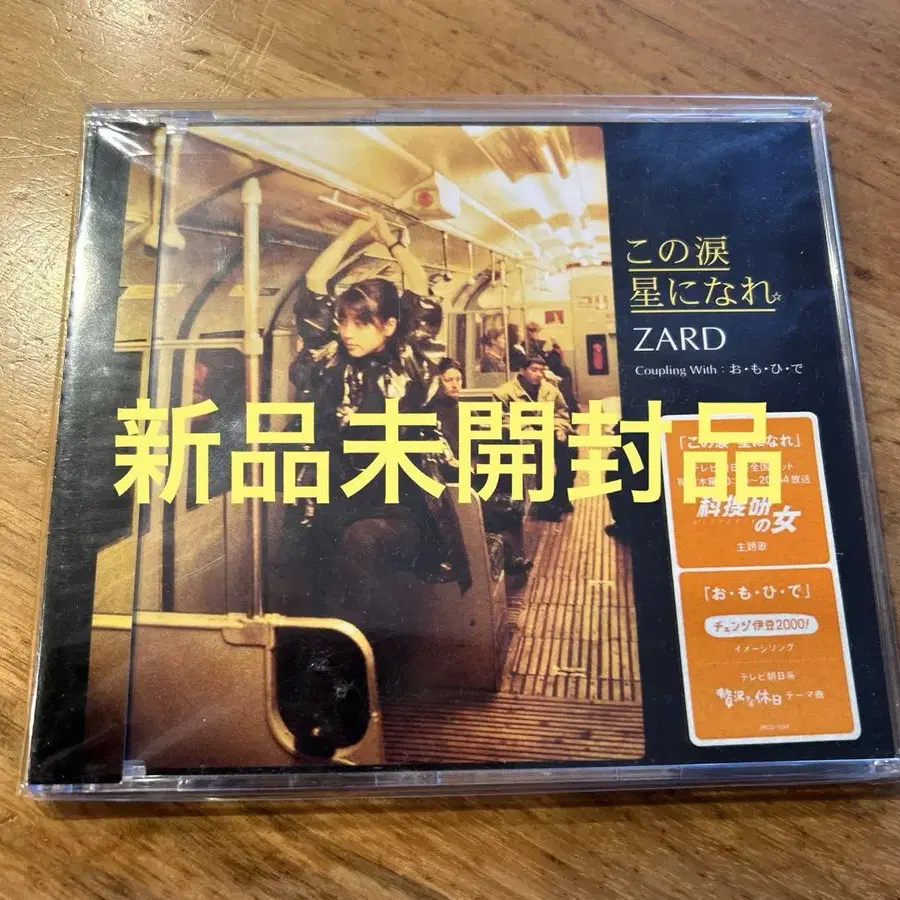 この涙
星になれ☆
ZARD
Coupling With : お・も・ひ・で
新品未開封品
「この涙 星になれ」
科技研
の女
主題歌
「お・も・ひ・で」
チェンジ伊豆2000!
イメージソング
テレビ朝日系
贅沢な休日 テーマ曲